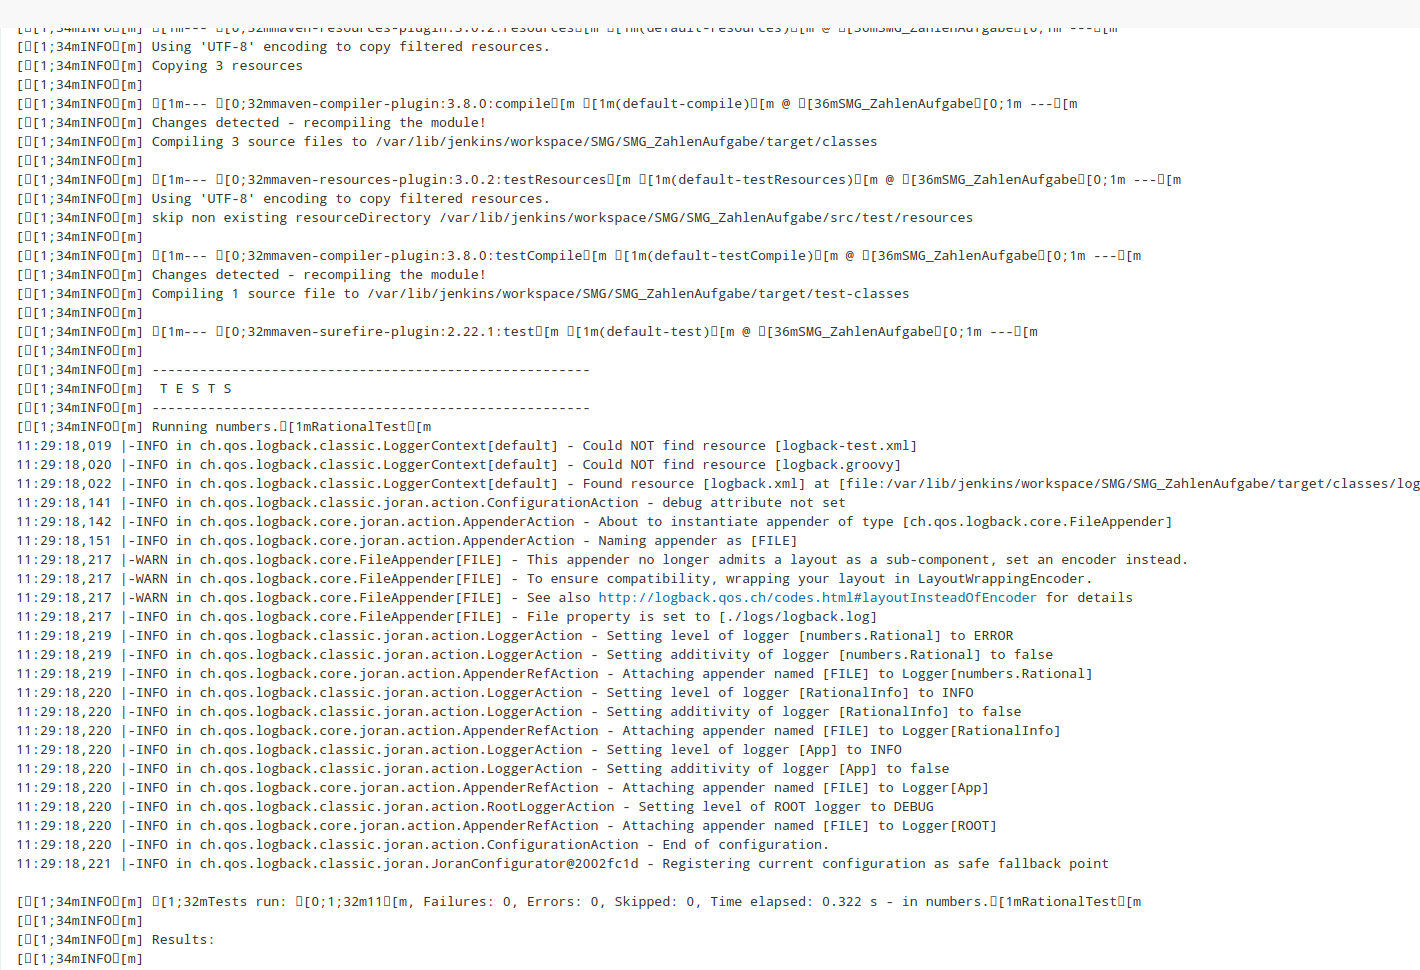 [▯[1;34mINFO▯[m] ▯[1m--- ▯[0;32mmaven-resources-plugin:3.0.2:resources▯[m ▯[1m(default-resources)▯[m @ ▯[36mSMG_ZahlenAufgabe▯[0;1m ---▯[m
[▯[1;34mINFO▯[m] Using 'UTF-8' encoding to copy filtered resources.
[▯[1;34mINFO▯[m] Copying 3 resources
[▯[1;34mINFO▯[m]
[▯[1;34mINFO▯[m] ▯[1m--- ▯[0;32mmaven-compiler-plugin:3.8.0:compile▯[m ▯[1m(default-compile)▯[m @ ▯[36mSMG_ZahlenAufgabe▯[0;1m ---▯[m
[▯[1;34mINFO▯[m] Changes detected - recompiling the module!
[▯[1;34mINFO▯[m] Compiling 3 source files to /var/lib/jenkins/workspace/SMG/SMG_ZahlenAufgabe/target/classes
[▯[1;34mINFO▯[m]
[▯[1;34mINFO▯[m] ▯[1m--- ▯[0;32mmaven-resources-plugin:3.0.2:testResources▯[m ▯[1m(default-testResources)▯[m @ ▯[36mSMG_ZahlenAufgabe▯[0;1m ---▯[m
[▯[1;34mINFO▯[m] Using 'UTF-8' encoding to copy filtered resources.
[▯[1;34mINFO▯[m] skip non existing resourceDirectory /var/lib/jenkins/workspace/SMG/SMG_ZahlenAufgabe/src/test/resources
[▯[1;34mINFO▯[m]
[▯[1;34mINFO▯[m] ▯[1m--- ▯[0;32mmaven-compiler-plugin:3.8.0:testCompile▯[m ▯[1m(default-testCompile)▯[m @ ▯[36mSMG_ZahlenAufgabe▯[0;1m ---▯[m
[▯[1;34mINFO▯[m] Changes detected - recompiling the module!
[▯[1;34mINFO▯[m] Compiling 1 source file to /var/lib/jenkins/workspace/SMG/SMG_ZahlenAufgabe/target/test-classes
[▯[1;34mINFO▯[m]
[▯[1;34mINFO▯[m] ▯[1m--- ▯[0;32mmaven-surefire-plugin:2.22.1:test▯[m ▯[1m(default-test)▯[m @ ▯[36mSMG_ZahlenAufgabe▯[0;1m ---▯[m
[▯[1;34mINFO▯[m]
[▯[1;34mINFO▯[m] -------------------------------------------------------
[▯[1;34mINFO▯[m]  T E S T S
[▯[1;34mINFO▯[m] -------------------------------------------------------
[▯[1;34mINFO▯[m] Running numbers.▯[1mRationalTest▯[m
11:29:18,019 |-INFO in ch.qos.logback.classic.LoggerContext[default] - Could NOT find resource [logback-test.xml]
11:29:18,020 |-INFO in ch.qos.logback.classic.LoggerContext[default] - Could NOT find resource [logback.groovy]
11:29:18,022 |-INFO in ch.qos.logback.classic.LoggerContext[default] - Found resource [logback.xml] at [file:/var/lib/jenkins/workspace/SMG/SMG_ZahlenAufgabe/target/classes/log
11:29:18,141 |-INFO in ch.qos.logback.classic.joran.action.ConfigurationAction - debug attribute not set
11:29:18,142 |-INFO in ch.qos.logback.core.joran.action.AppenderAction - About to instantiate appender of type [ch.qos.logback.core.FileAppender]
11:29:18,151 |-INFO in ch.qos.logback.core.joran.action.AppenderAction - Naming appender as [FILE]
11:29:18,217 |-WARN in ch.qos.logback.core.FileAppender[FILE] - This appender no longer admits a layout as a sub-component, set an encoder instead.
11:29:18,217 |-WARN in ch.qos.logback.core.FileAppender[FILE] - To ensure compatibility, wrapping your layout in LayoutWrappingEncoder.
11:29:18,217 |-WARN in ch.qos.logback.core.FileAppender[FILE] - See also http://logback.qos.ch/codes.html#layoutInsteadOfEncoder for details
11:29:18,217 |-INFO in ch.qos.logback.core.FileAppender[FILE] - File property is set to [./logs/logback.log]
11:29:18,219 |-INFO in ch.qos.logback.classic.joran.action.LoggerAction - Setting level of logger [numbers.Rational] to ERROR
11:29:18,219 |-INFO in ch.qos.logback.classic.joran.action.LoggerAction - Setting additivity of logger [numbers.Rational] to false
11:29:18,219 |-INFO in ch.qos.logback.core.joran.action.AppenderRefAction - Attaching appender named [FILE] to Logger[numbers.Rational]
11:29:18,220 |-INFO in ch.qos.logback.classic.joran.action.LoggerAction - Setting level of logger [RationalInfo] to INFO
11:29:18,220 |-INFO in ch.qos.logback.classic.joran.action.LoggerAction - Setting additivity of logger [RationalInfo] to false
11:29:18,220 |-INFO in ch.qos.logback.core.joran.action.AppenderRefAction - Attaching appender named [FILE] to Logger[RationalInfo]
11:29:18,220 |-INFO in ch.qos.logback.classic.joran.action.LoggerAction - Setting level of logger [App] to INFO
11:29:18,220 |-INFO in ch.qos.logback.classic.joran.action.LoggerAction - Setting additivity of logger [App] to false
11:29:18,220 |-INFO in ch.qos.logback.core.joran.action.AppenderRefAction - Attaching appender named [FILE] to Logger[App]
11:29:18,220 |-INFO in ch.qos.logback.classic.joran.action.RootLoggerAction - Setting level of ROOT logger to DEBUG
11:29:18,220 |-INFO in ch.qos.logback.core.joran.action.AppenderRefAction - Attaching appender named [FILE] to Logger[ROOT]
11:29:18,220 |-INFO in ch.qos.logback.classic.joran.action.ConfigurationAction - End of configuration.
11:29:18,221 |-INFO in ch.qos.logback.classic.joran.JoranConfigurator@2002fc1d - Registering current configuration as safe fallback point
[▯[1;34mINFO▯[m] ▯[1;32mTests run: ▯[0;1;32m11▯[m, Failures: 0, Errors: 0, Skipped: 0, Time elapsed: 0.322 s - in numbers.▯[1mRationalTest▯[m
[▯[1;34mINFO▯[m]
[▯[1;34mINFO▯[m] Results:
[▯[1;34mINFO▯[m]